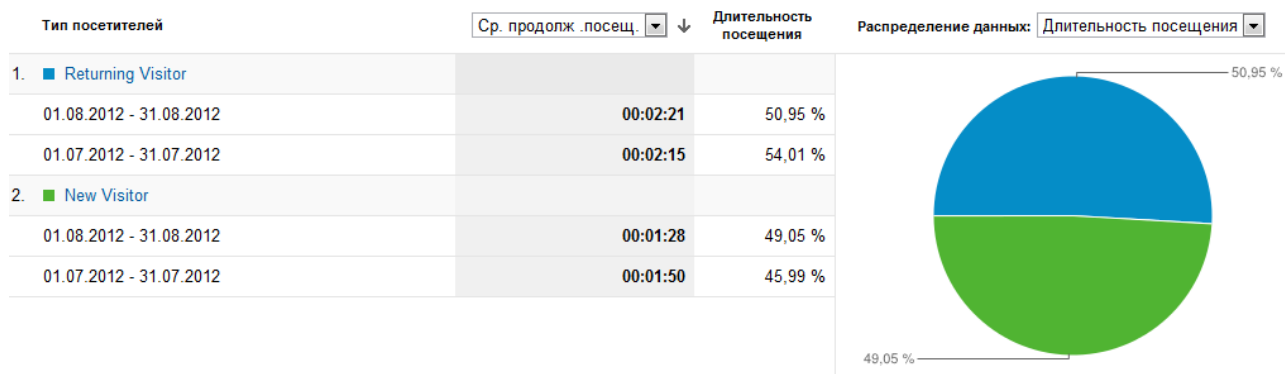 Тип посетителей Ср. продолж .посещ. Длительность посещения Распределение данных: Длительность посещения
1. Returning Visitor
01.08.2012 - 31.08.2012 00:02:21 50,95 %
01.07.2012 - 31.07.2012 00:02:15 54,01 %
2. New Visitor
01.08.2012 - 31.08.2012 00:01:28 49,05 %
01.07.2012 - 31.07.2012 00:01:50 45,99 %
50,95 %
49,05 %